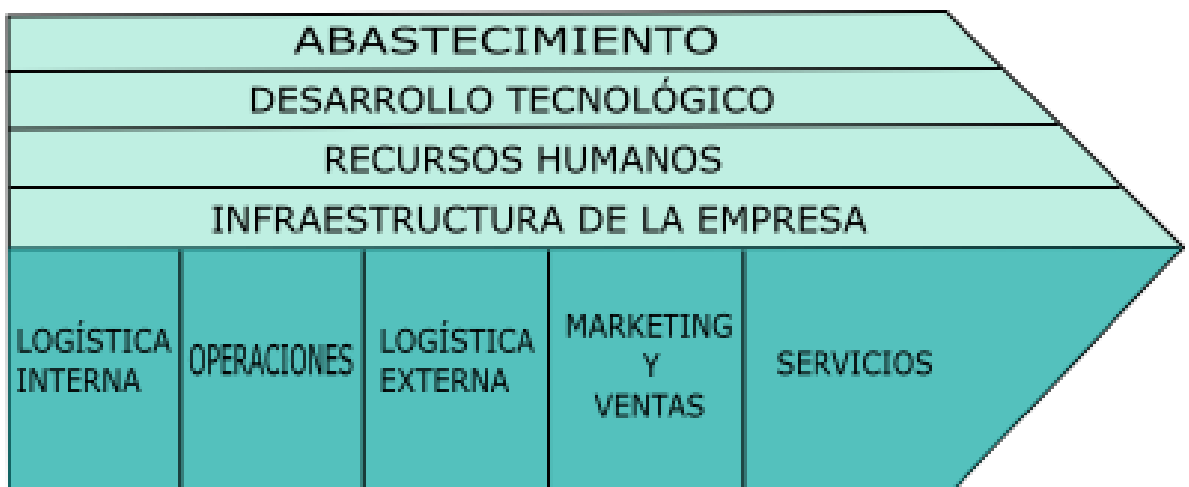 ABASTECIMIENTO
DESARROLLO TECNOLÓGICO
RECURSOS HUMANOS
INFRAESTRUCTURA DE LA EMPRESA
LOGÍSTICA
INTERNA
OPERACIONES
LOGÍSTICA
EXTERNA
MARKETING
Y
VENTAS
SERVICIOS